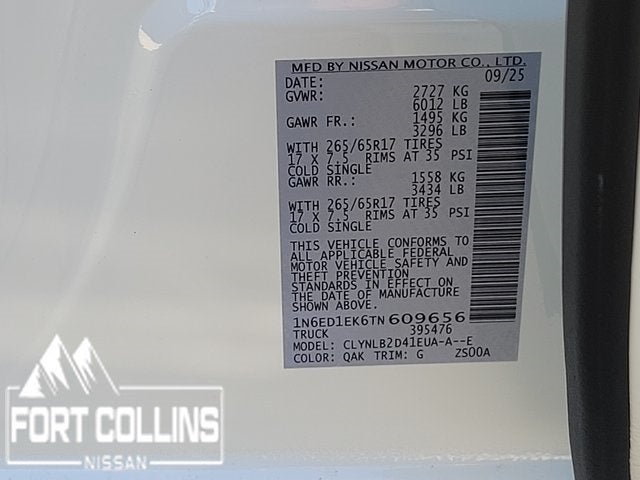 MFD BY NISSAN MOTOR CO., LTD.
DATE: 09/25
GVWR: 2727 KG
6012 LB
GAWR FR.: 1495 KG
3296 LB
WITH 265/65R17 TIRES
17 X 7.5 RIMS AT 35 PSI
COLD SINGLE
GAWR RR.: 1558 KG
3434 LB
WITH 265/65R17 TIRES
17 X 7.5 RIMS AT 35 PSI
COLD SINGLE
THIS VEHICLE CONFORMS TO
ALL APPLICABLE FEDERAL
MOTOR VEHICLE SAFETY AND
THEFT PREVENTION
STANDARDS IN EFFECT ON
THE DATE OF MANUFACTURE
SHOWN ABOVE.
1N6ED1EK6TN609656
TRUCK 395476
MODEL: CLYNLB2D41EUA-A--E
COLOR: QAK TRIM: G ZS00A
FORT COLLINS
NISSAN